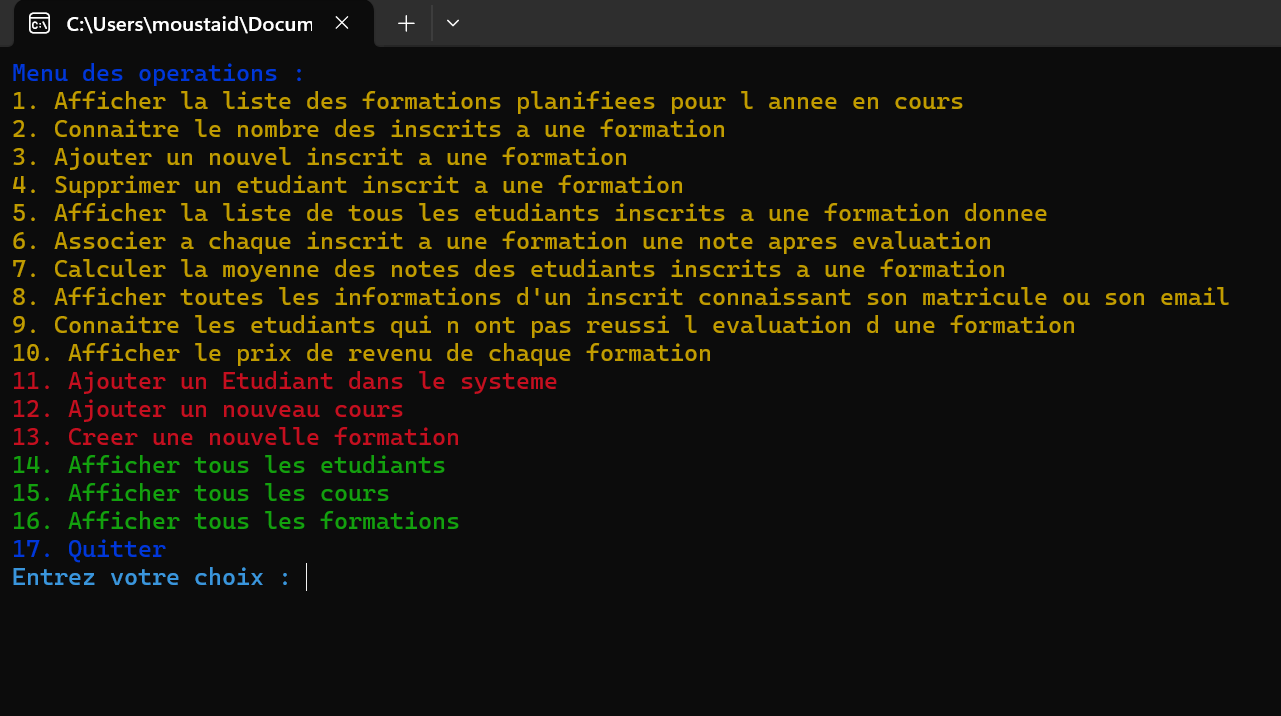 C:\Users\moustaid\Docum
Menu des operations :
1. Afficher la liste des formations planifiees pour l annee en cours
2. Connaitre le nombre des inscrits a une formation
3. Ajouter un nouvel inscrit a une formation
4. Supprimer un etudiant inscrit a une formation
5. Afficher la liste de tous les etudiants inscrits a une formation donnee
6. Associer a chaque inscrit a une formation une note apres evaluation
7. Calculer la moyenne des notes des etudiants inscrits a une formation
8. Afficher toutes les informations d'un inscrit connaissant son matricule ou son email
9. Connaitre les etudiants qui n ont pas reussi l evaluation d une formation
10. Afficher le prix de revenu de chaque formation
11. Ajouter un Etudiant dans le systeme
12. Ajouter un nouveau cours
13. Creer une nouvelle formation
14. Afficher tous les etudiants
15. Afficher tous les cours
16. Afficher tous les formations
17. Quitter
Entrez votre choix :